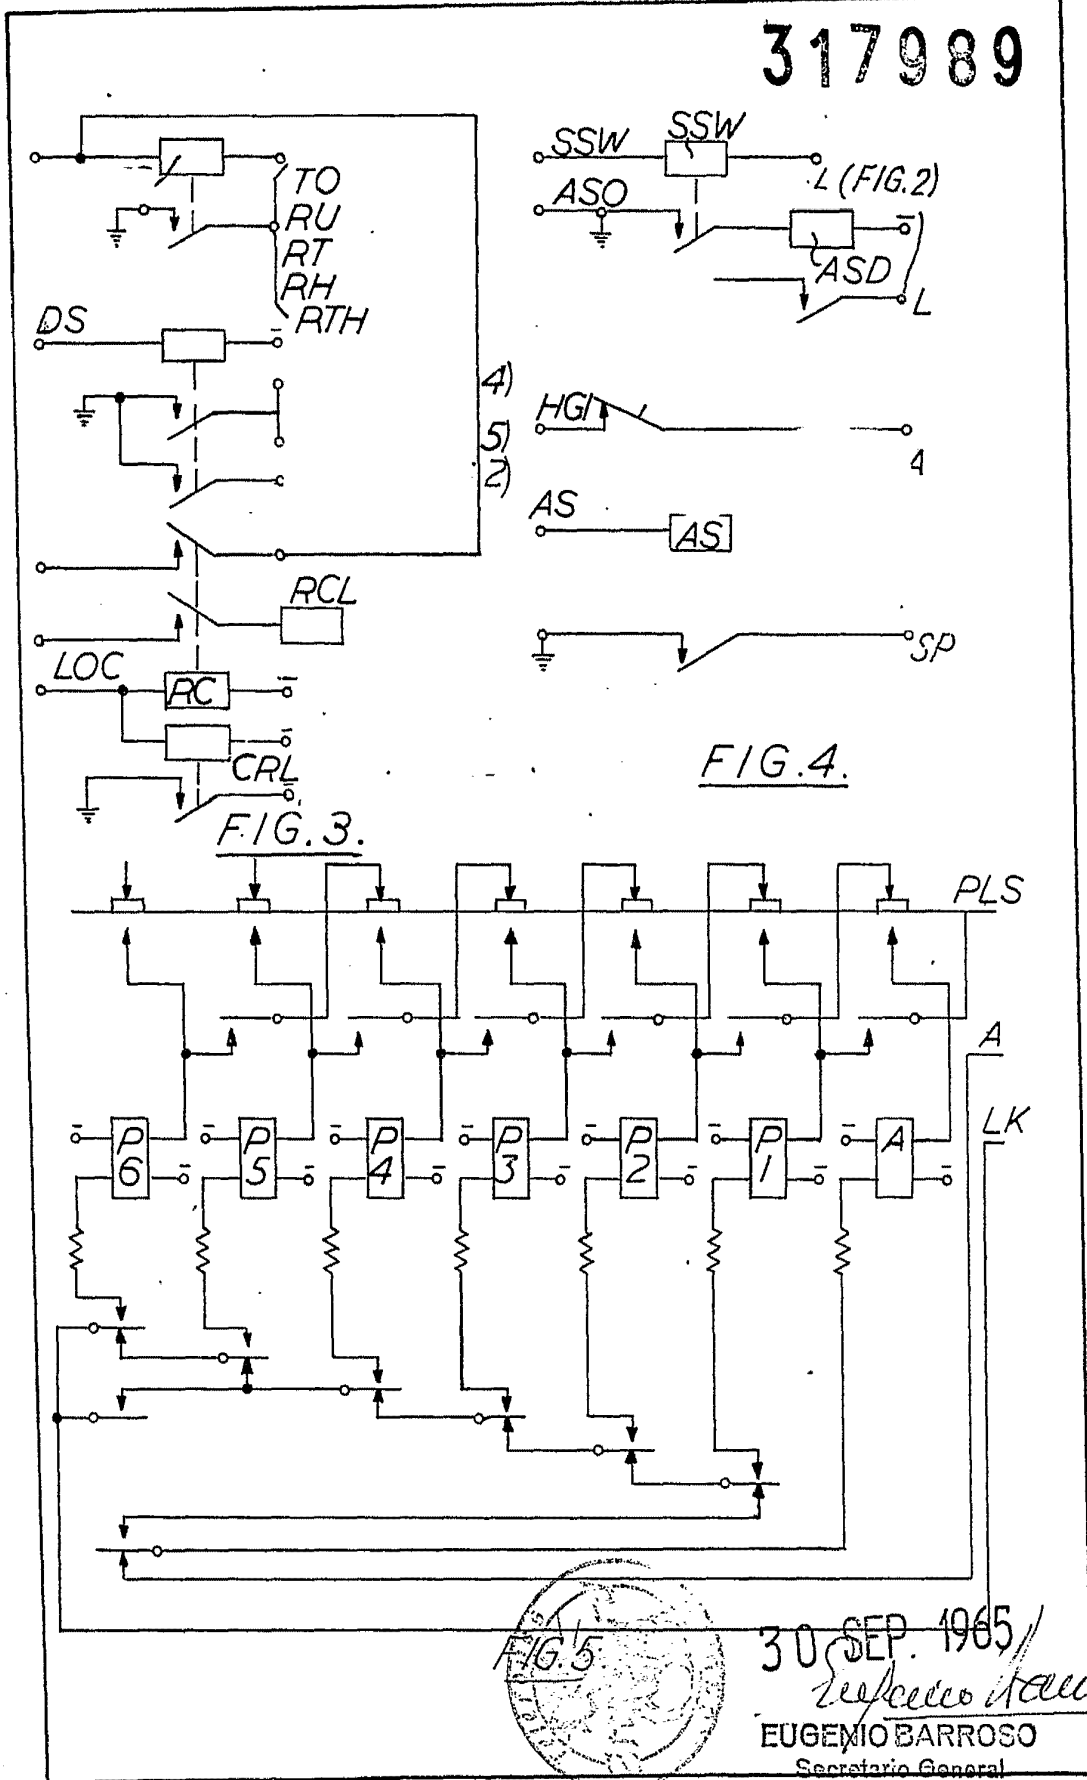 317989
SSW
SSW
L (FIG.2)
ASO
ASD
L
TO
RU
RT
RH
RTH
DS
4)
5)
2)
HGI
4
AS
AS
RCL
SP
LOC
RC
CRL
FIG.4.
FIG.3.
PLS
A
LK
P6
P5
P4
P3
P2
P1
A
FIG.5.
30 SEP. 1965
EUGENIO BARROSO
Secretario General